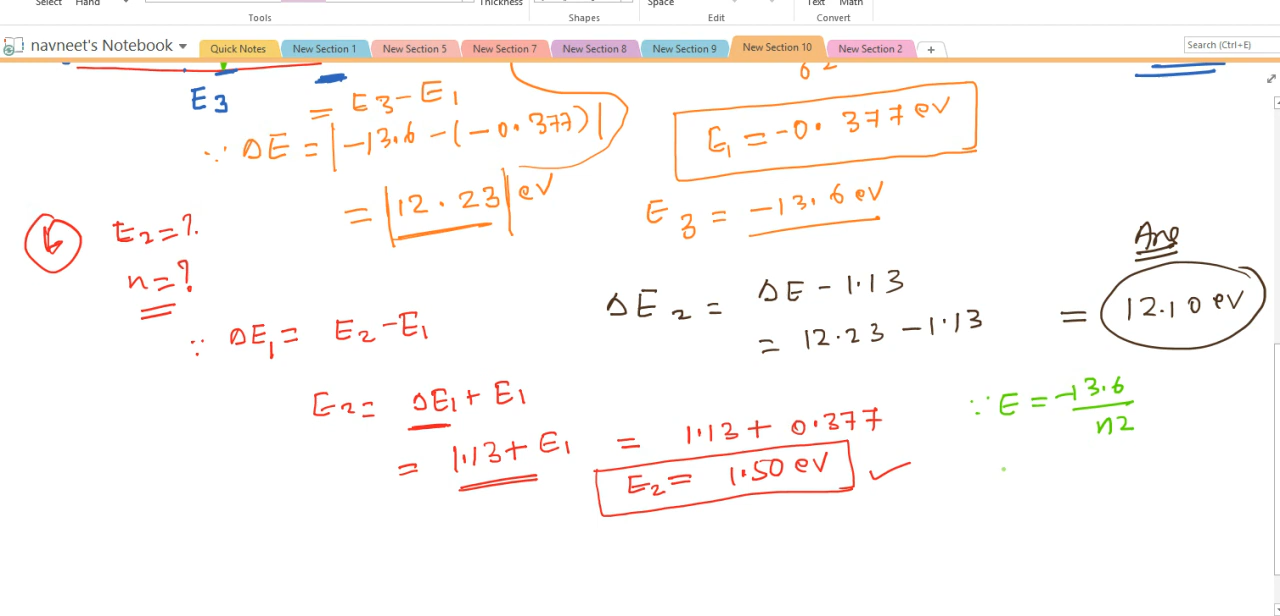 Select Hand Thickness Space Text Math
Tools Shapes Edit Convert
navneet's Notebook Quick Notes New Section 1 New Section 5 New Section 7 New Section 8 New Section 9 New Section 10 New Section 2 + Search (Ctrl+E)
E3
6 2
= E3 - E1
∵ ΔE = |-13.6 - (-0.377)|
= |12.23| ev
E1 = -0.377 ev
E3 = -13.6 ev
b
E2 = ?
n = ?
∵ ΔE1 = E2 - E1
E2 = ΔE1 + E1
= 1.13 + E1 = 1.13 + 0.377
E2 = 1.50 ev ✓
ΔE2 = ΔE - 1.13
= 12.23 - 1.13 = 12.10 ev
Ans
∵ E = -13.6
n2